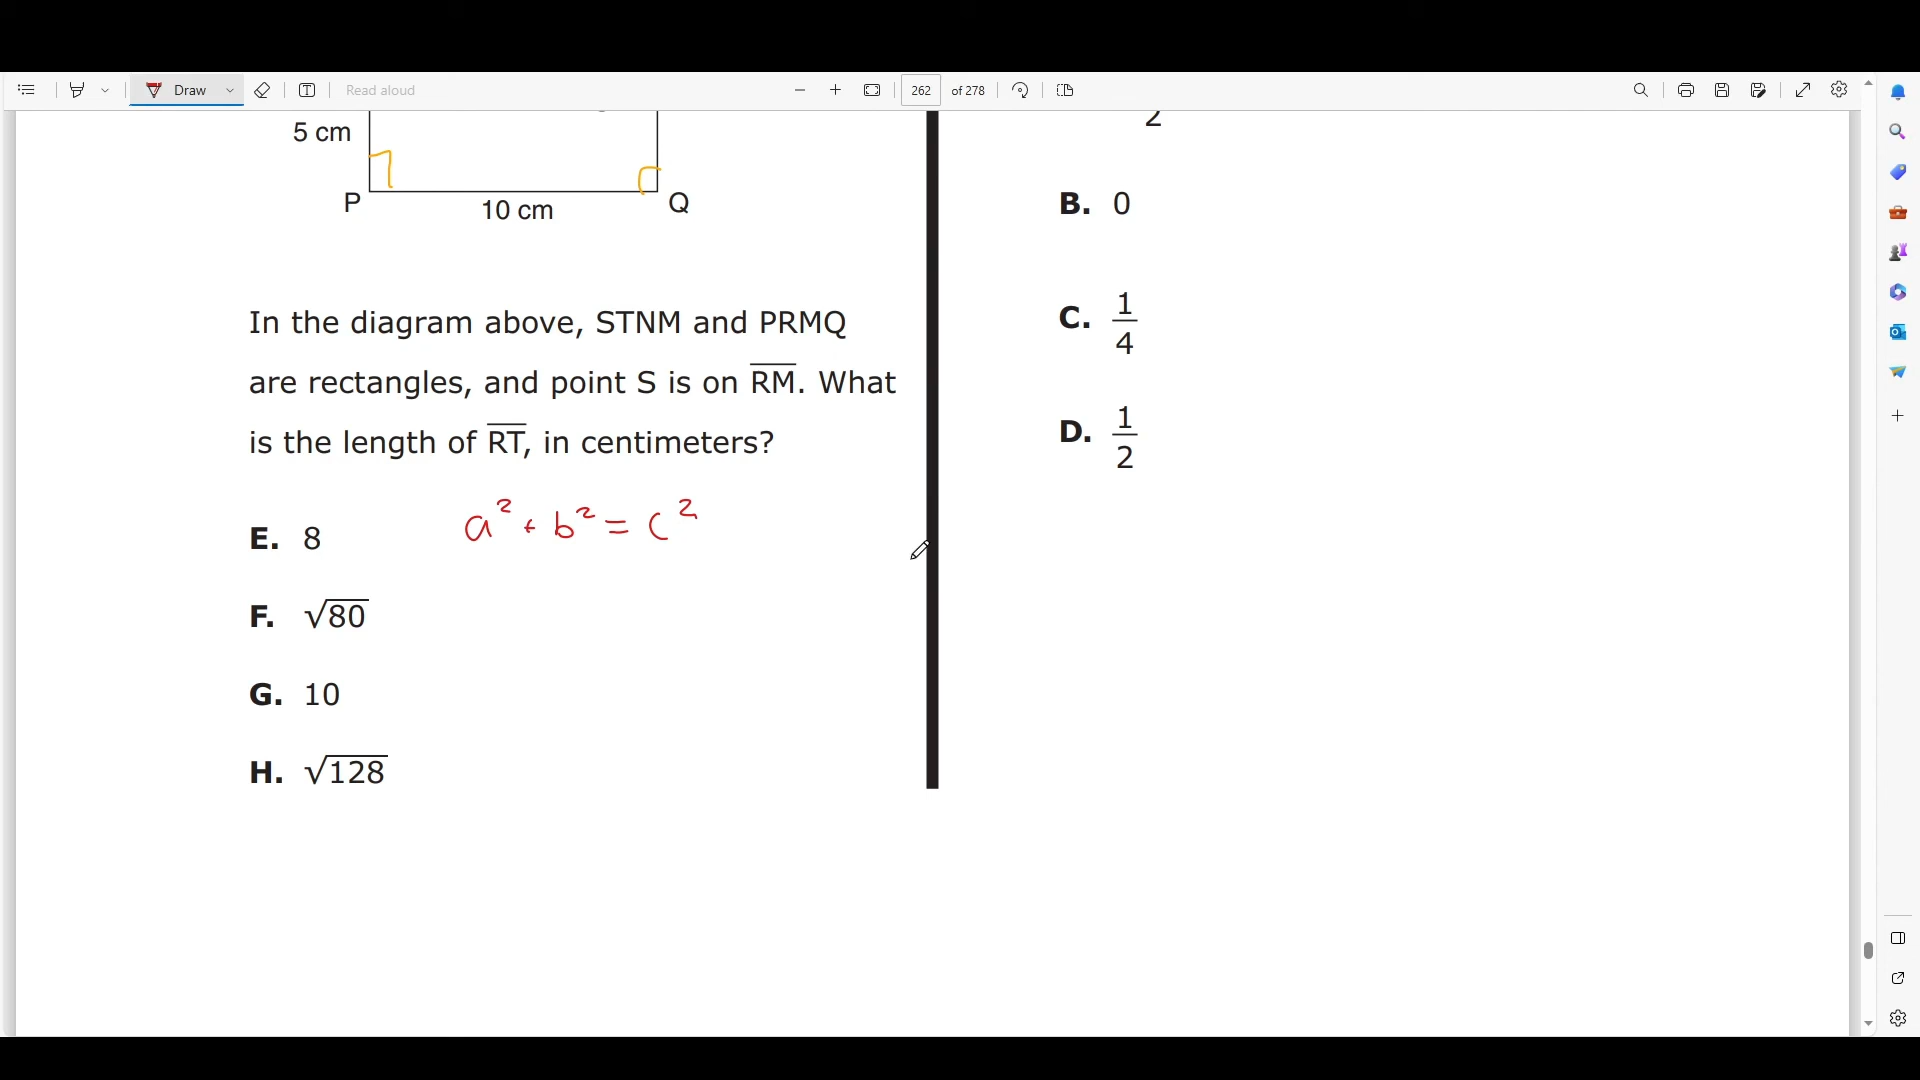 Draw
Read aloud
262 of 278
5 cm
P
10 cm
Q
In the diagram above, STNM and PRMQ
are rectangles, and point S is on RM. What
is the length of RT, in centimeters?
E. 8
a² + b² = c²
F. √80
G. 10
H. √128
2
B. 0
C. 1
4
D. 1
2